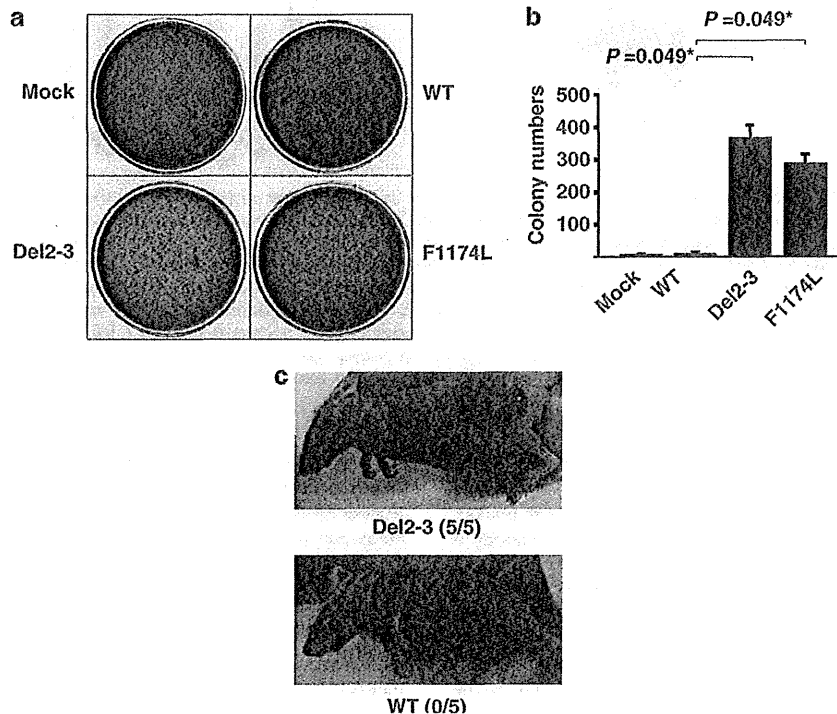 a
Mock
WT
Del2-3
F1174L
b
P =0.049*
P =0.049*
Colony numbers
500
400
300
200
100
Mock
WT
Del2-3
F1174L
c
Del2-3 (5/5)
WT (0/5)